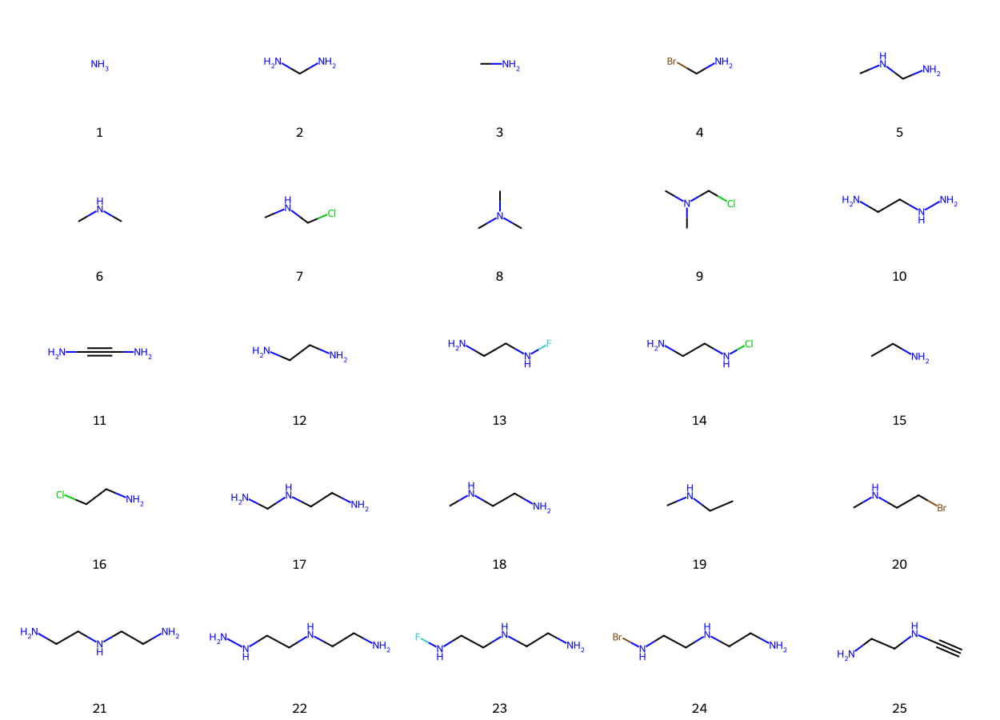 NH3 H2N NH2 NH2 Br NH2 H N NH2
1 2 3 4 5
H N H N Cl N N Cl H2N N H NH2
6 7 8 9 10
H2N NH2 H2N NH2 H2N N H F H2N N H Cl NH2
11 12 13 14 15
Cl NH2 H2N H N NH2 H N NH2 H N H N Br
16 17 18 19 20
H2N N H NH2 H2N N H H N NH2 F N H H N NH2 Br N H H N NH2 H2N H N
21 22 23 24 25